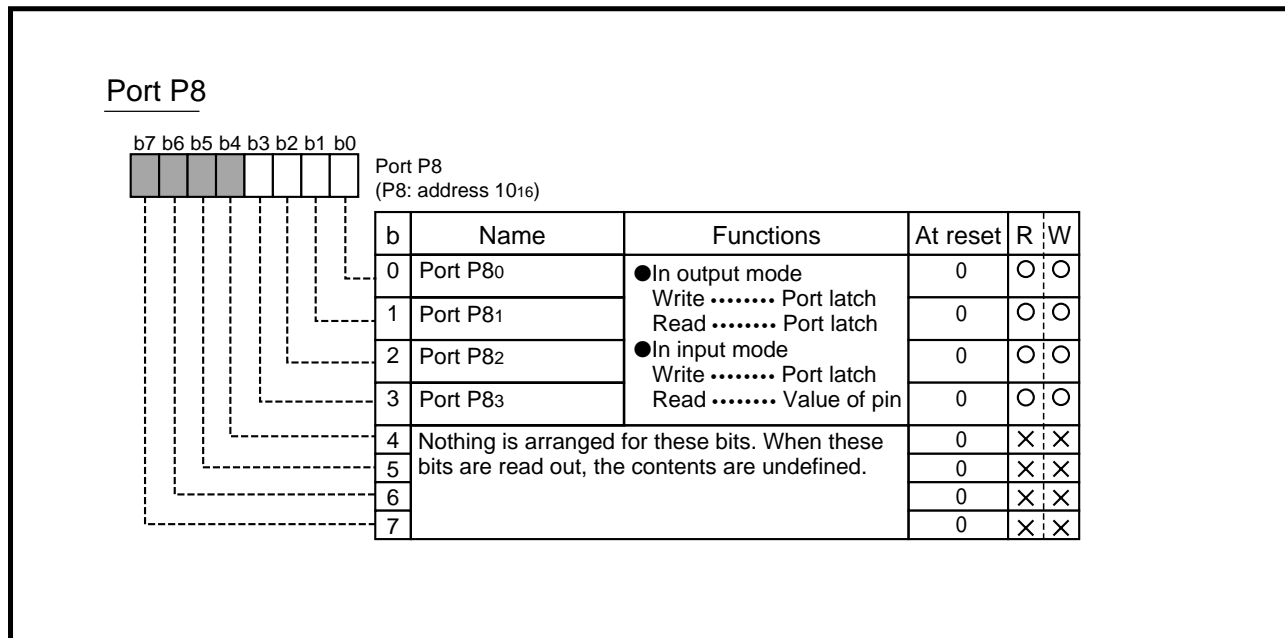 Port P8
b7 b6 b5 b4 b3 b2 b1 b0
Port P8
(P8: address 10₁₆)
b Name Functions At reset R W
0 Port P8₀ 0 ○ ○
1 Port P8₁ 0 ○ ○
2 Port P8₂ 0 ○ ○
3 Port P8₃ 0 ○ ○
●In output mode
Write •••••••• Port latch
Read •••••••• Port latch
●In input mode
Write •••••••• Port latch
Read •••••••• Value of pin
4 Nothing is arranged for these bits. When these 0 × ×
5 bits are read out, the contents are undefined. 0 × ×
6 0 × ×
7 0 × ×